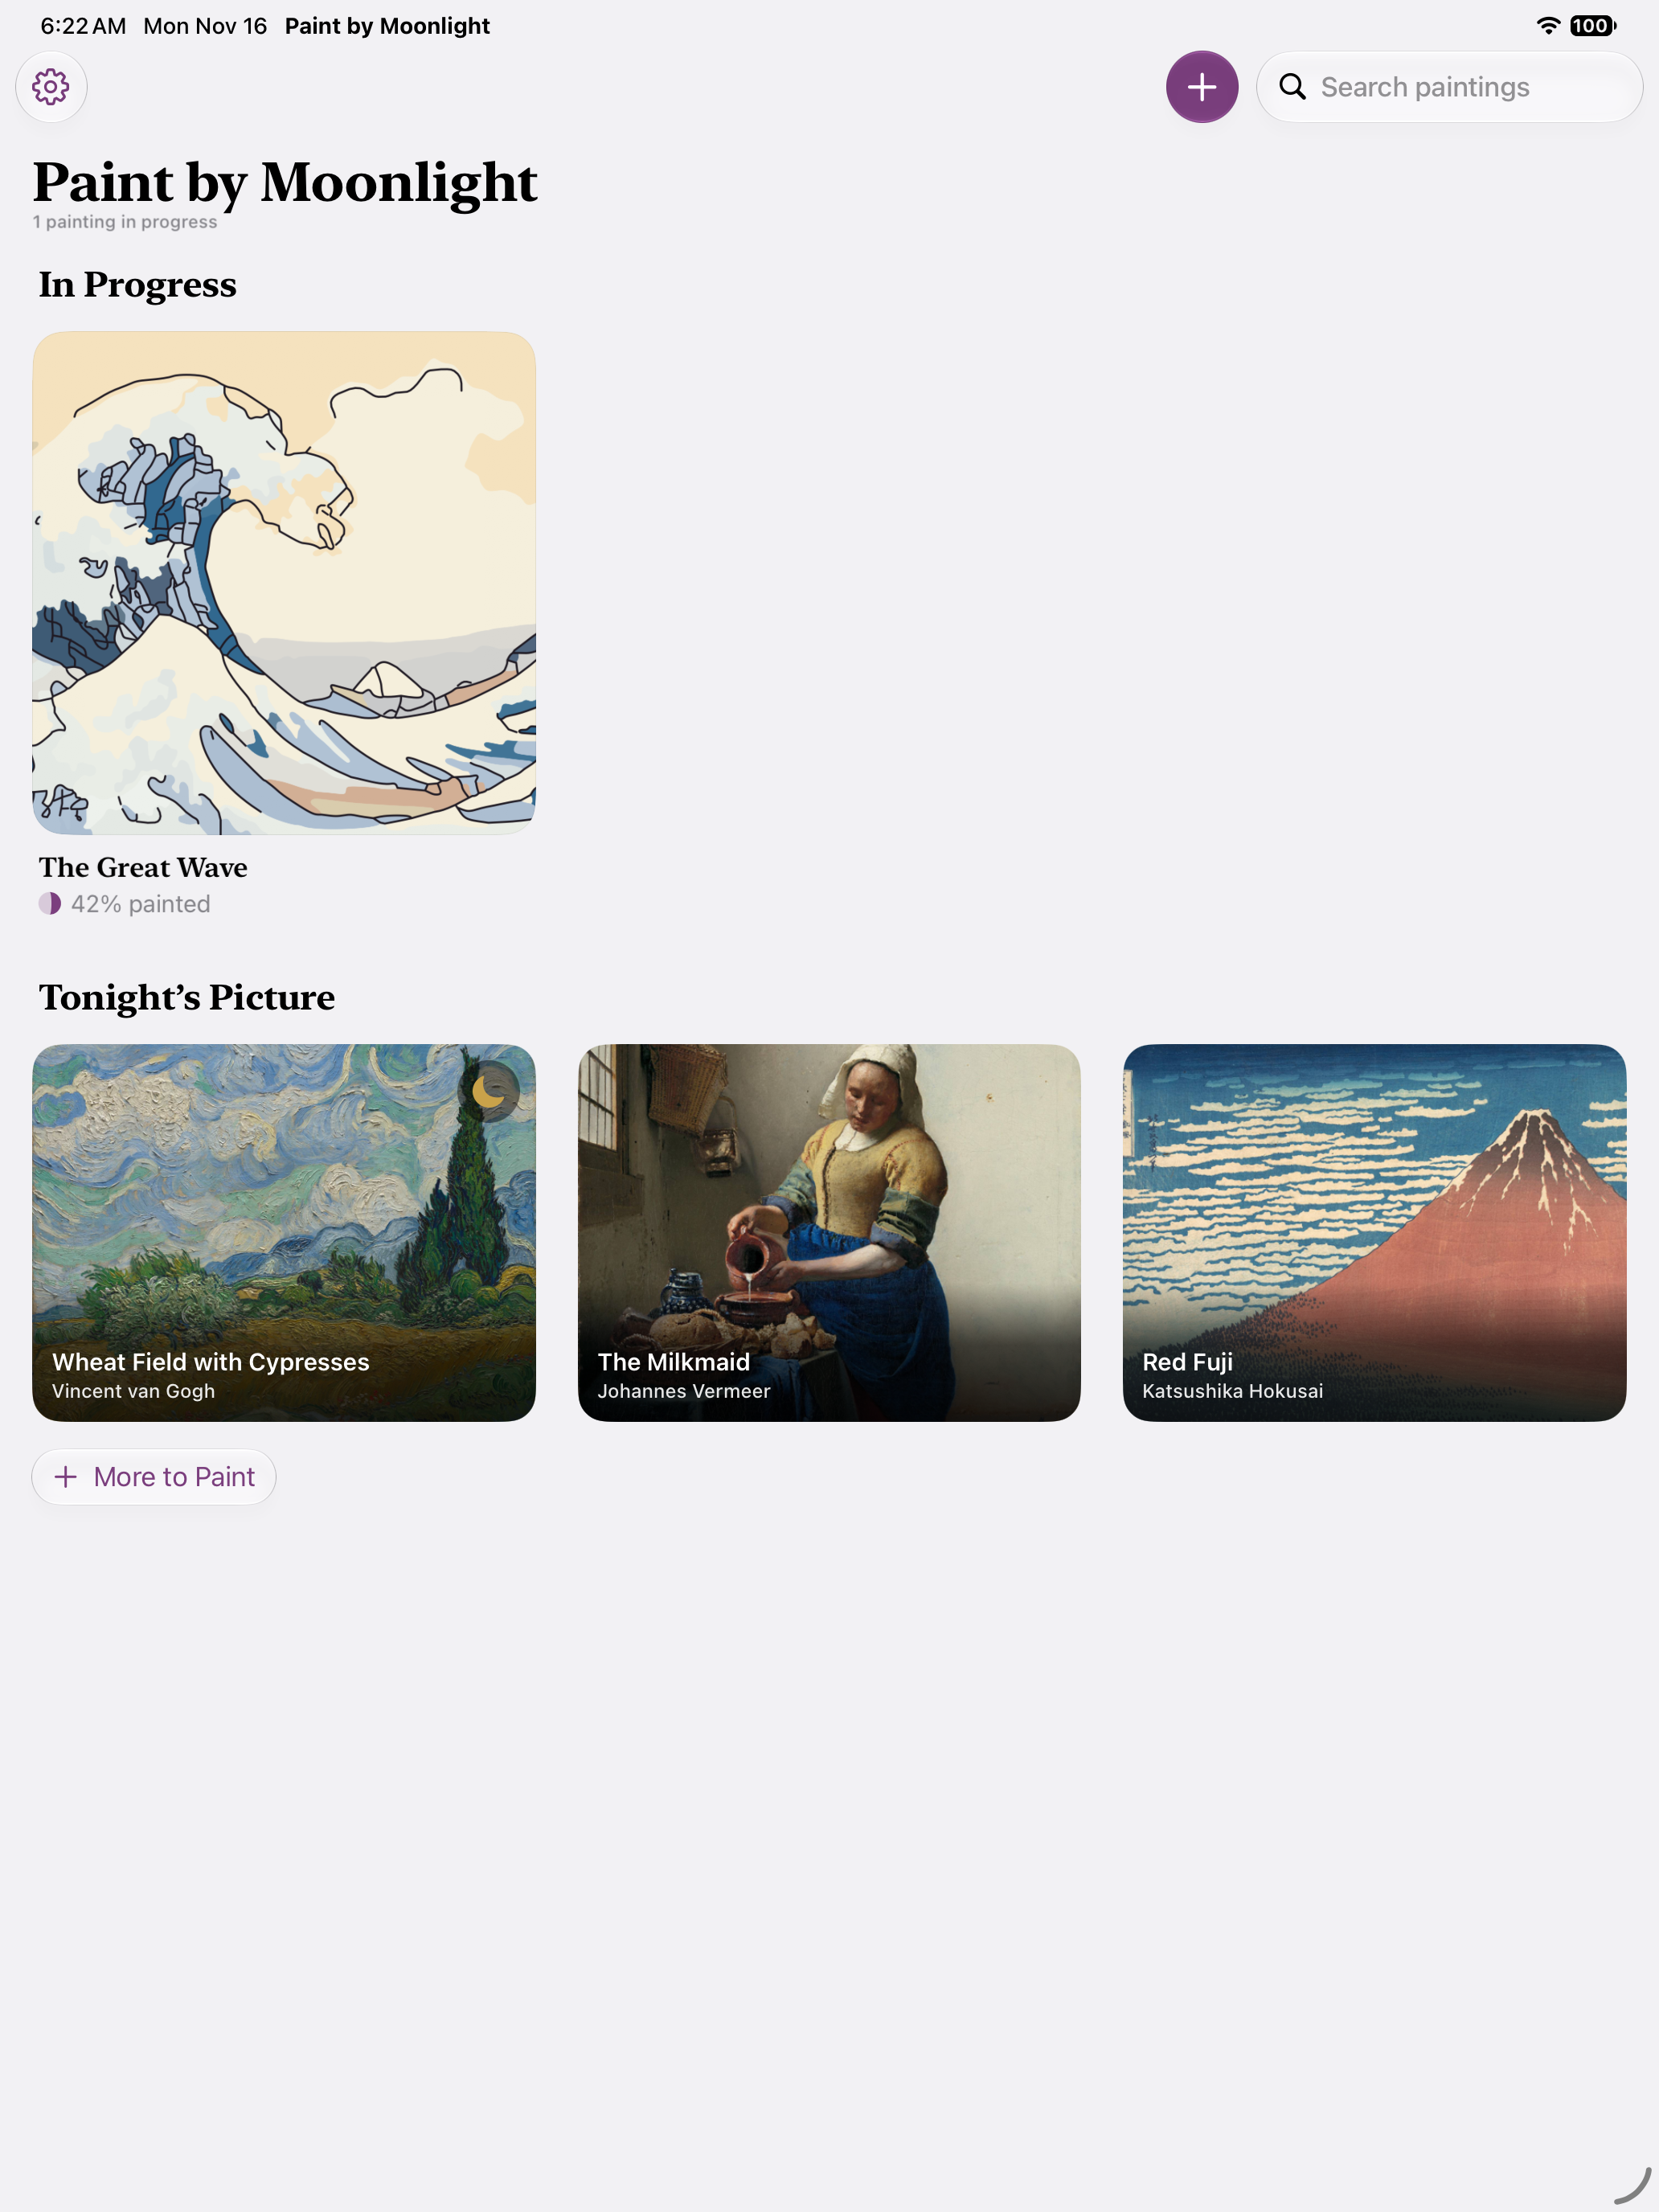 6:22 AM Mon Nov 16 Paint by Moonlight
100
Search paintings
Paint by Moonlight
1 painting in progress
In Progress
The Great Wave
42% painted
Tonight’s Picture
Wheat Field with Cypresses
Vincent van Gogh
The Milkmaid
Johannes Vermeer
Red Fuji
Katsushika Hokusai
More to Paint